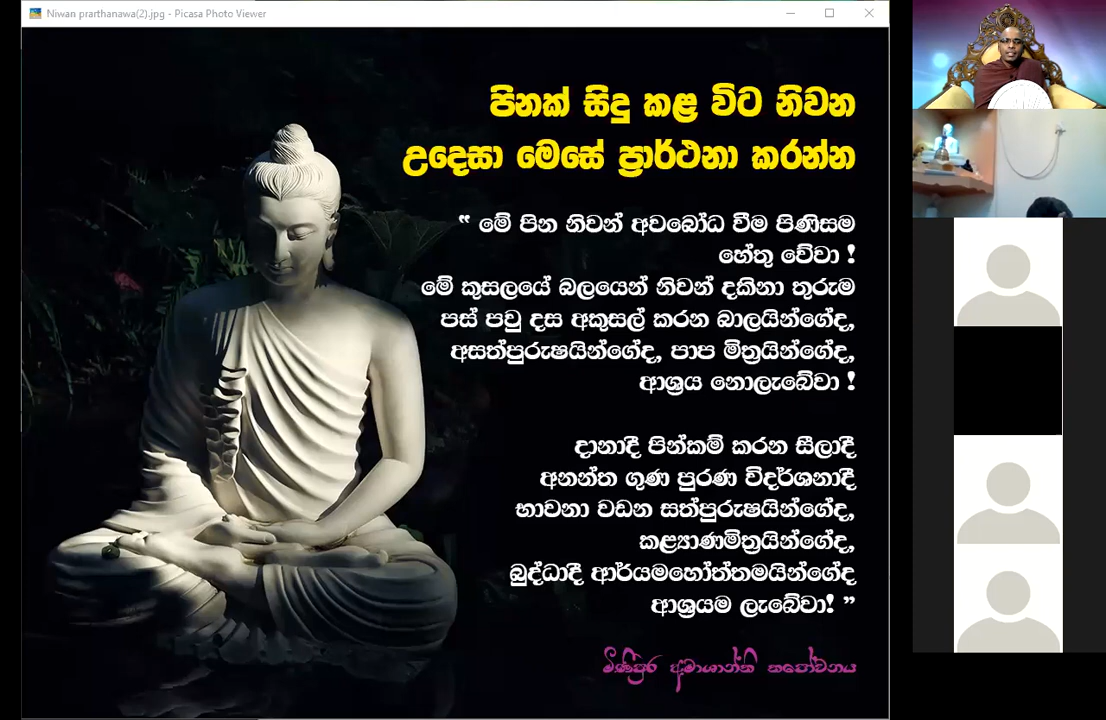 Niwan prarthanawa(2).jpg - Picasa Photo Viewer
පිනක් සිදු කළ විට නිවන
උදෙසා මෙසේ ප්‍රාර්ථනා කරන්න
“ මේ පින නිවන් අවබෝධ වීම පිණිසම
හේතු වේවා !
මේ කුසලයේ බලයෙන් නිවන් දකිනා තුරුම
පස් පවු දස අකුසල් කරන බාලයින්ගේද,
අසත්පුරුෂයින්ගේද, පාප මිත්‍රයින්ගේද,
ආශ්‍රය නොලැබේවා !
දානාදී පින්කම් කරන සීලාදී
අනන්ත ගුණ පුරණ විදර්ශනාදී
භාවනා වඩන සත්පුරුෂයින්ගේද,
කළ්‍යාණමිත්‍රයින්ගේද,
බුද්ධාදී ආර්යමහෝත්තමයින්ගේද
ආශ්‍රයම ලැබේවා! ”